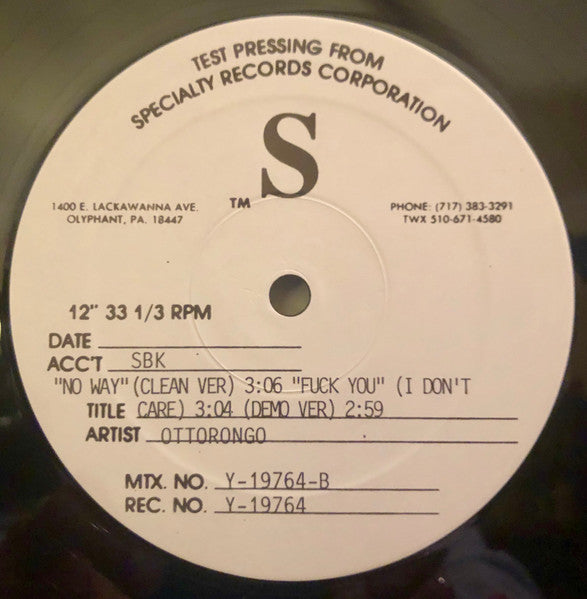 TEST PRESSING FROM
SPECIALTY RECORDS CORPORATION
S
TM
1400 E. LACKAWANNA AVE.
OLYPHANT, PA. 18447
PHONE: (717) 383-3291
TWX 510-671-4580
12" 33 1/3 RPM
DATE
ACC'T SBK
"NO WAY"(CLEAN VER) 3:06 "FUCK YOU" (I DON'T
TITLE CARE) 3:04 (DEMO VER) 2:59
ARTIST OTTORONGO
MTX. NO. Y-19764-B
REC. NO. Y-19764